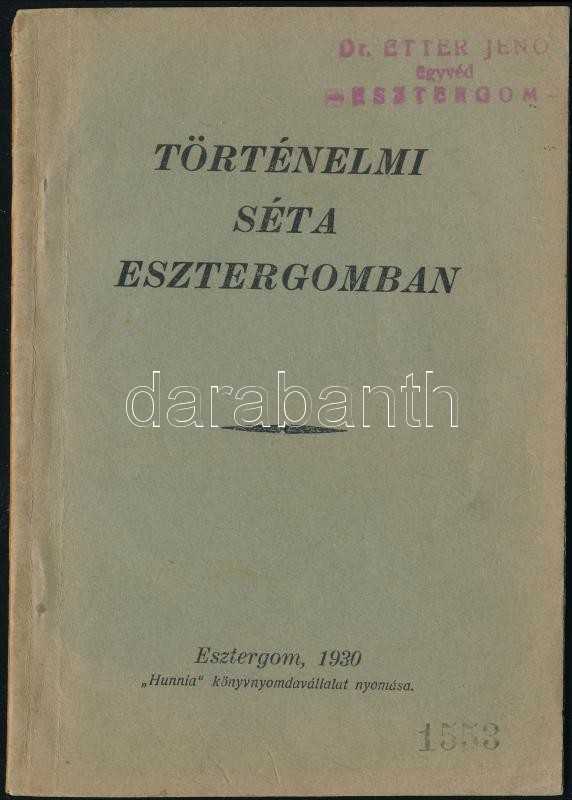 Dr. ETTER JENŐ
ügyvéd
ESZTERGOM
TÖRTÉNELMI
SÉTA
ESZTERGOMBAN
darabanth
Esztergom, 1930
„Hunnia“ könyvnyomdavállalat nyomása.
1553